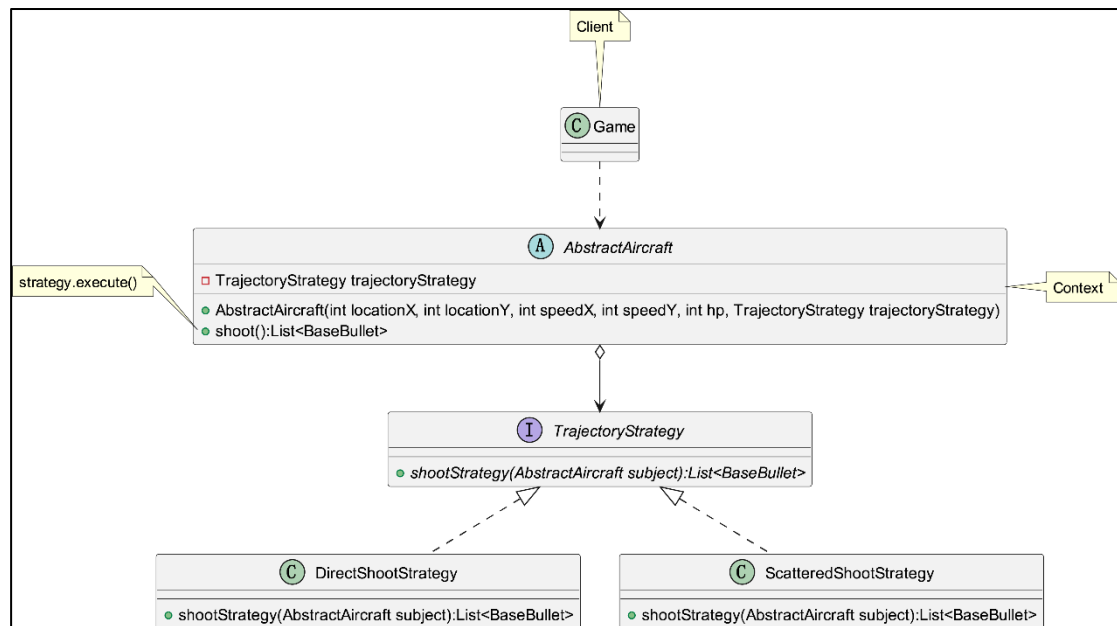 Client
C Game
A AbstractAircraft
TrajectoryStrategy trajectoryStrategy
strategy.execute()
AbstractAircraft(int locationX, int locationY, int speedX, int speedY, int hp, TrajectoryStrategy trajectoryStrategy)
Context
shoot():List<BaseBullet>
I TrajectoryStrategy
shootStrategy(AbstractAircraft subject):List<BaseBullet>
C DirectShootStrategy
shootStrategy(AbstractAircraft subject):List<BaseBullet>
C ScatteredShootStrategy
shootStrategy(AbstractAircraft subject):List<BaseBullet>